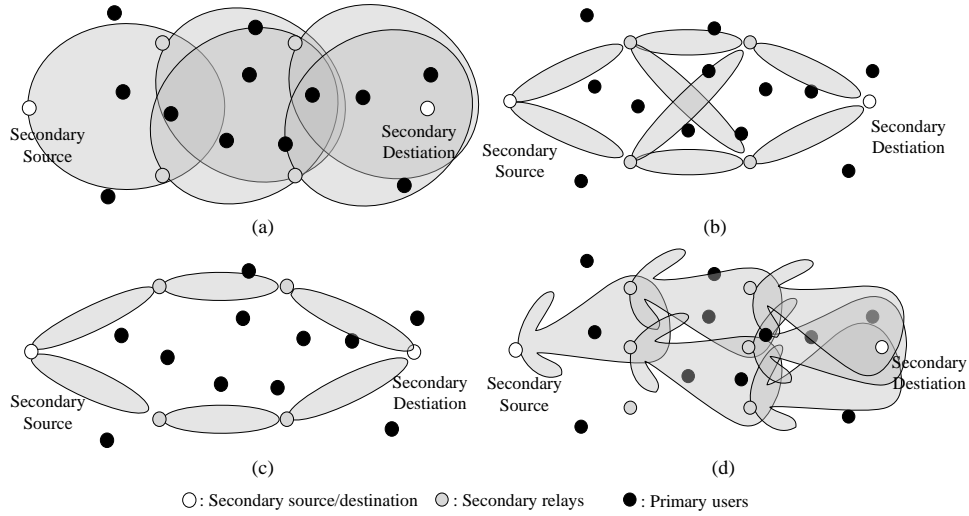 Secondary
Source
Secondary
Destiation
(a)
Secondary
Source
Secondary
Destiation
(b)
Secondary
Source
Secondary
Destiation
(c)
Secondary
Source
Secondary
Destiation
(d)
: Secondary source/destination : Secondary relays : Primary users